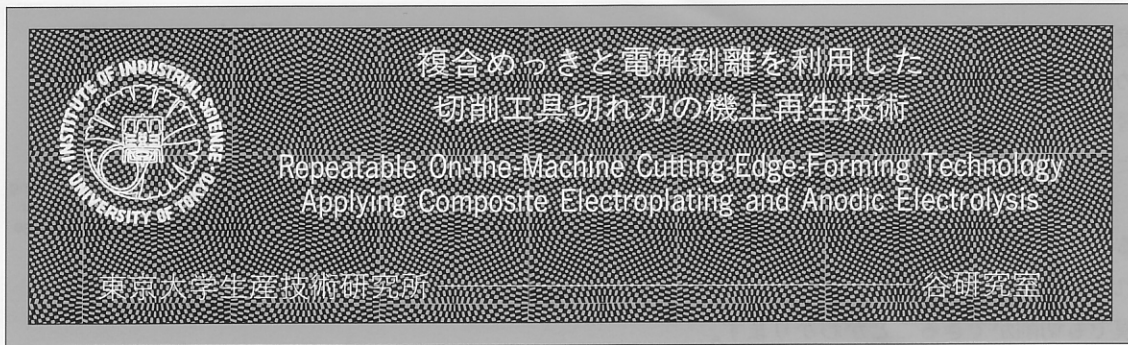 複合めっきと電解剝離を利用した
切削工具切れ刃の機上再生技術
INSTITUTE OF INDUSTRIAL SCIENCE
UNIVERSITY OF TOKYO
Repeatable On-the-Machine Cutting-Edge-Forming Technology
Applying Composite Electroplating and Anodic Electrolysis
東京大学生産技術研究所
谷研究室